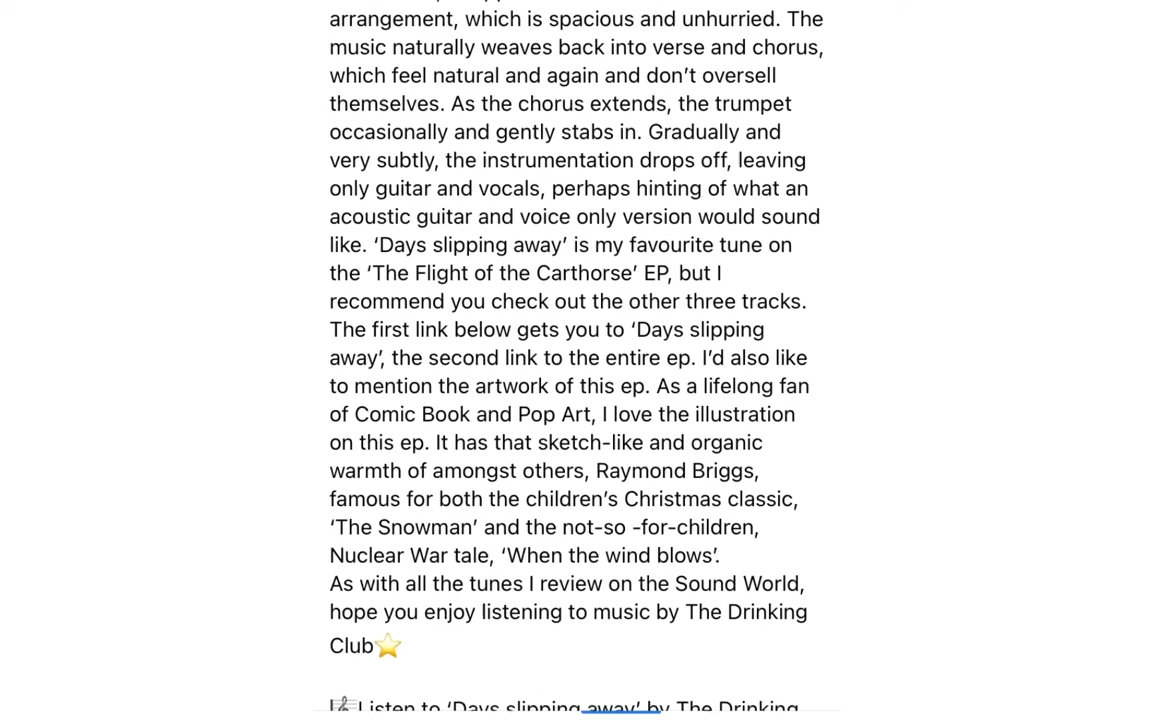 arrangement, which is spacious and unhurried. The
music naturally weaves back into verse and chorus,
which feel natural and again and don’t oversell
themselves. As the chorus extends, the trumpet
occasionally and gently stabs in. Gradually and
very subtly, the instrumentation drops off, leaving
only guitar and vocals, perhaps hinting of what an
acoustic guitar and voice only version would sound
like. ‘Days slipping away’ is my favourite tune on
the ‘The Flight of the Carthorse’ EP, but I
recommend you check out the other three tracks.
The first link below gets you to ‘Days slipping
away’, the second link to the entire ep. I’d also like
to mention the artwork of this ep. As a lifelong fan
of Comic Book and Pop Art, I love the illustration
on this ep. It has that sketch-like and organic
warmth of amongst others, Raymond Briggs,
famous for both the children’s Christmas classic,
‘The Snowman’ and the not-so -for-children,
Nuclear War tale, ‘When the wind blows’.
As with all the tunes I review on the Sound World,
hope you enjoy listening to music by The Drinking
Club⭐
🎼Listen to ‘Days slipping away’ by The Drinking